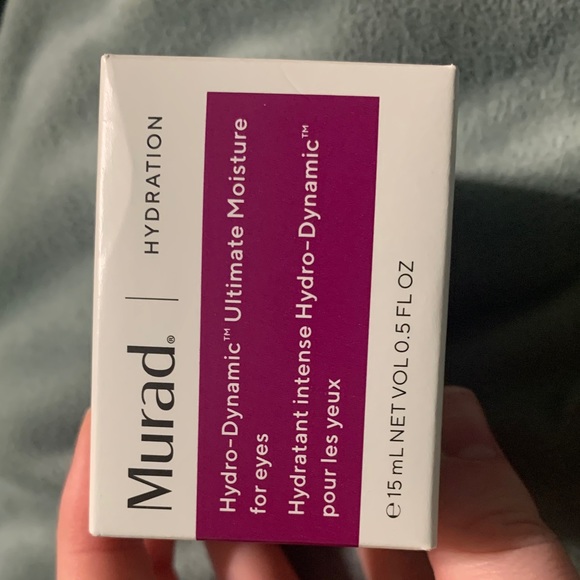 Murad® | HYDRATION
Hydro-Dynamic™ Ultimate Moisture
for eyes
Hydratant intense Hydro-Dynamic™
pour les yeux
℮ 15 mL NET VOL 0.5 FL OZ